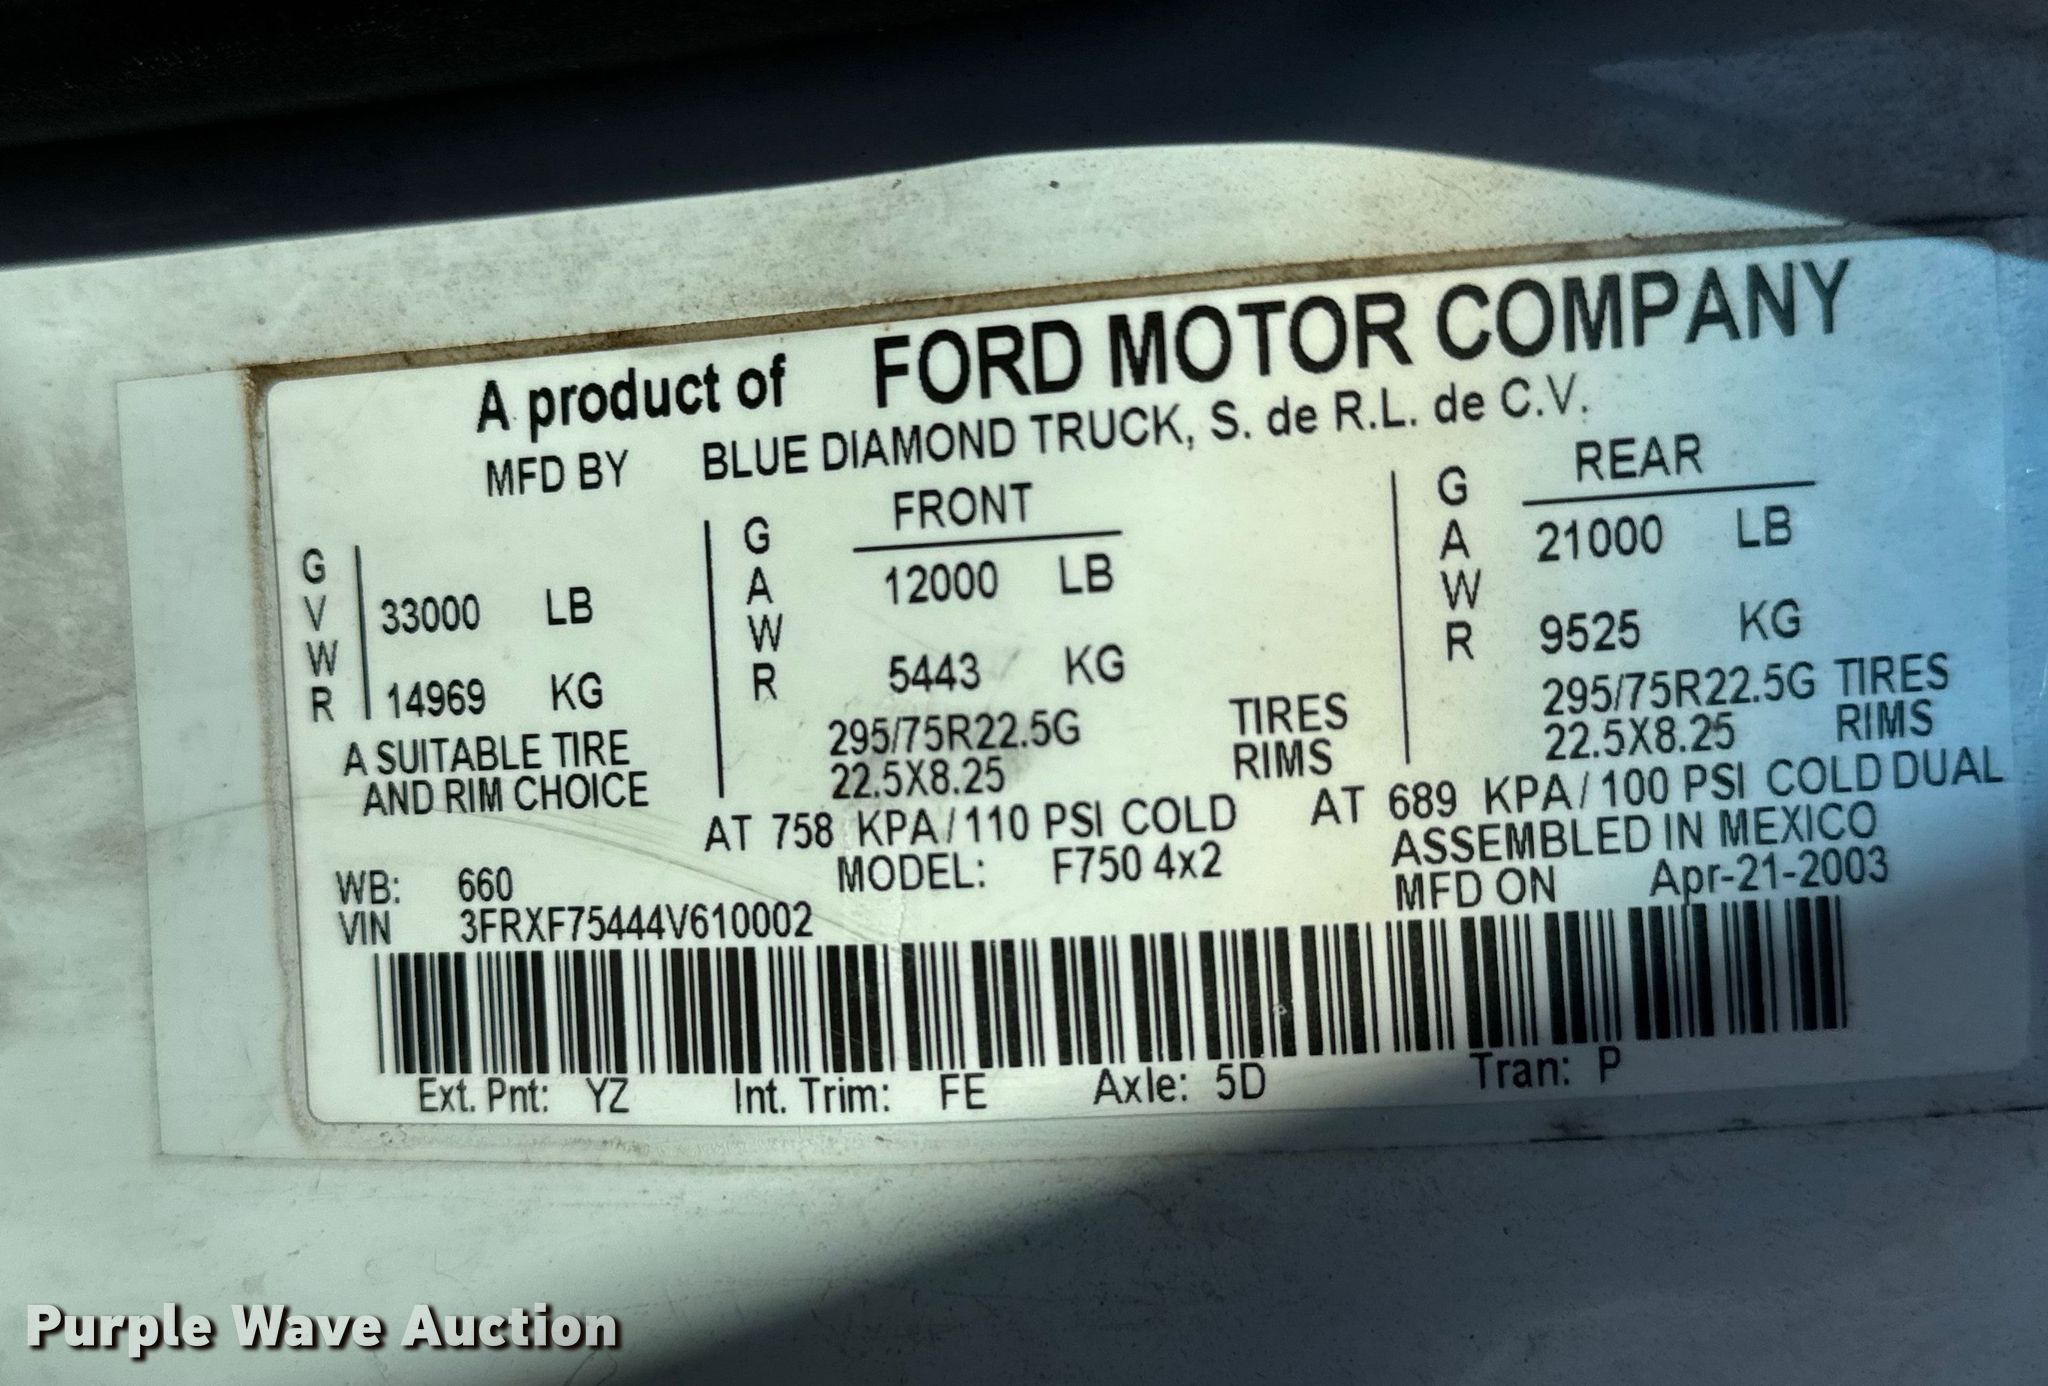 A product of FORD MOTOR COMPANY
MFD BY BLUE DIAMOND TRUCK, S. de R.L. de C.V.
GVWR
33000 LB
14969 KG
A SUITABLE TIRE
AND RIM CHOICE
GAWR
FRONT
12000 LB
5443 KG
295/75R22.5G TIRES
22.5X8.25 RIMS
AT 758 KPA/110 PSI COLD
GAWR
REAR
21000 LB
9525 KG
295/75R22.5G TIRES
22.5X8.25 RIMS
AT 689 KPA/100 PSI COLD DUAL
ASSEMBLED IN MEXICO
WB: 660
MODEL: F750 4x2
MFD ON Apr-21-2003
VIN 3FRXF75444V610002
Ext. Pnt: YZ Int. Trim: FE Axle: 5D Tran: P
Purple Wave Auction